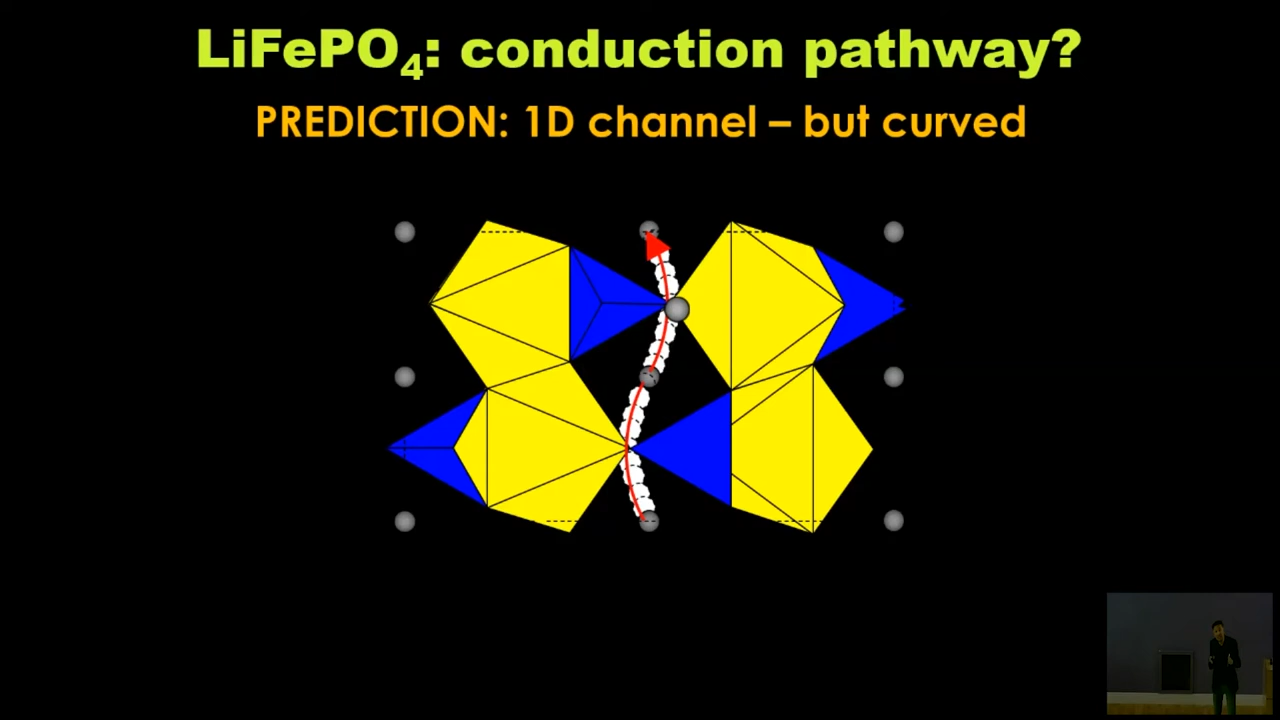 LiFePO₄: conduction pathway?
PREDICTION: 1D channel – but curved